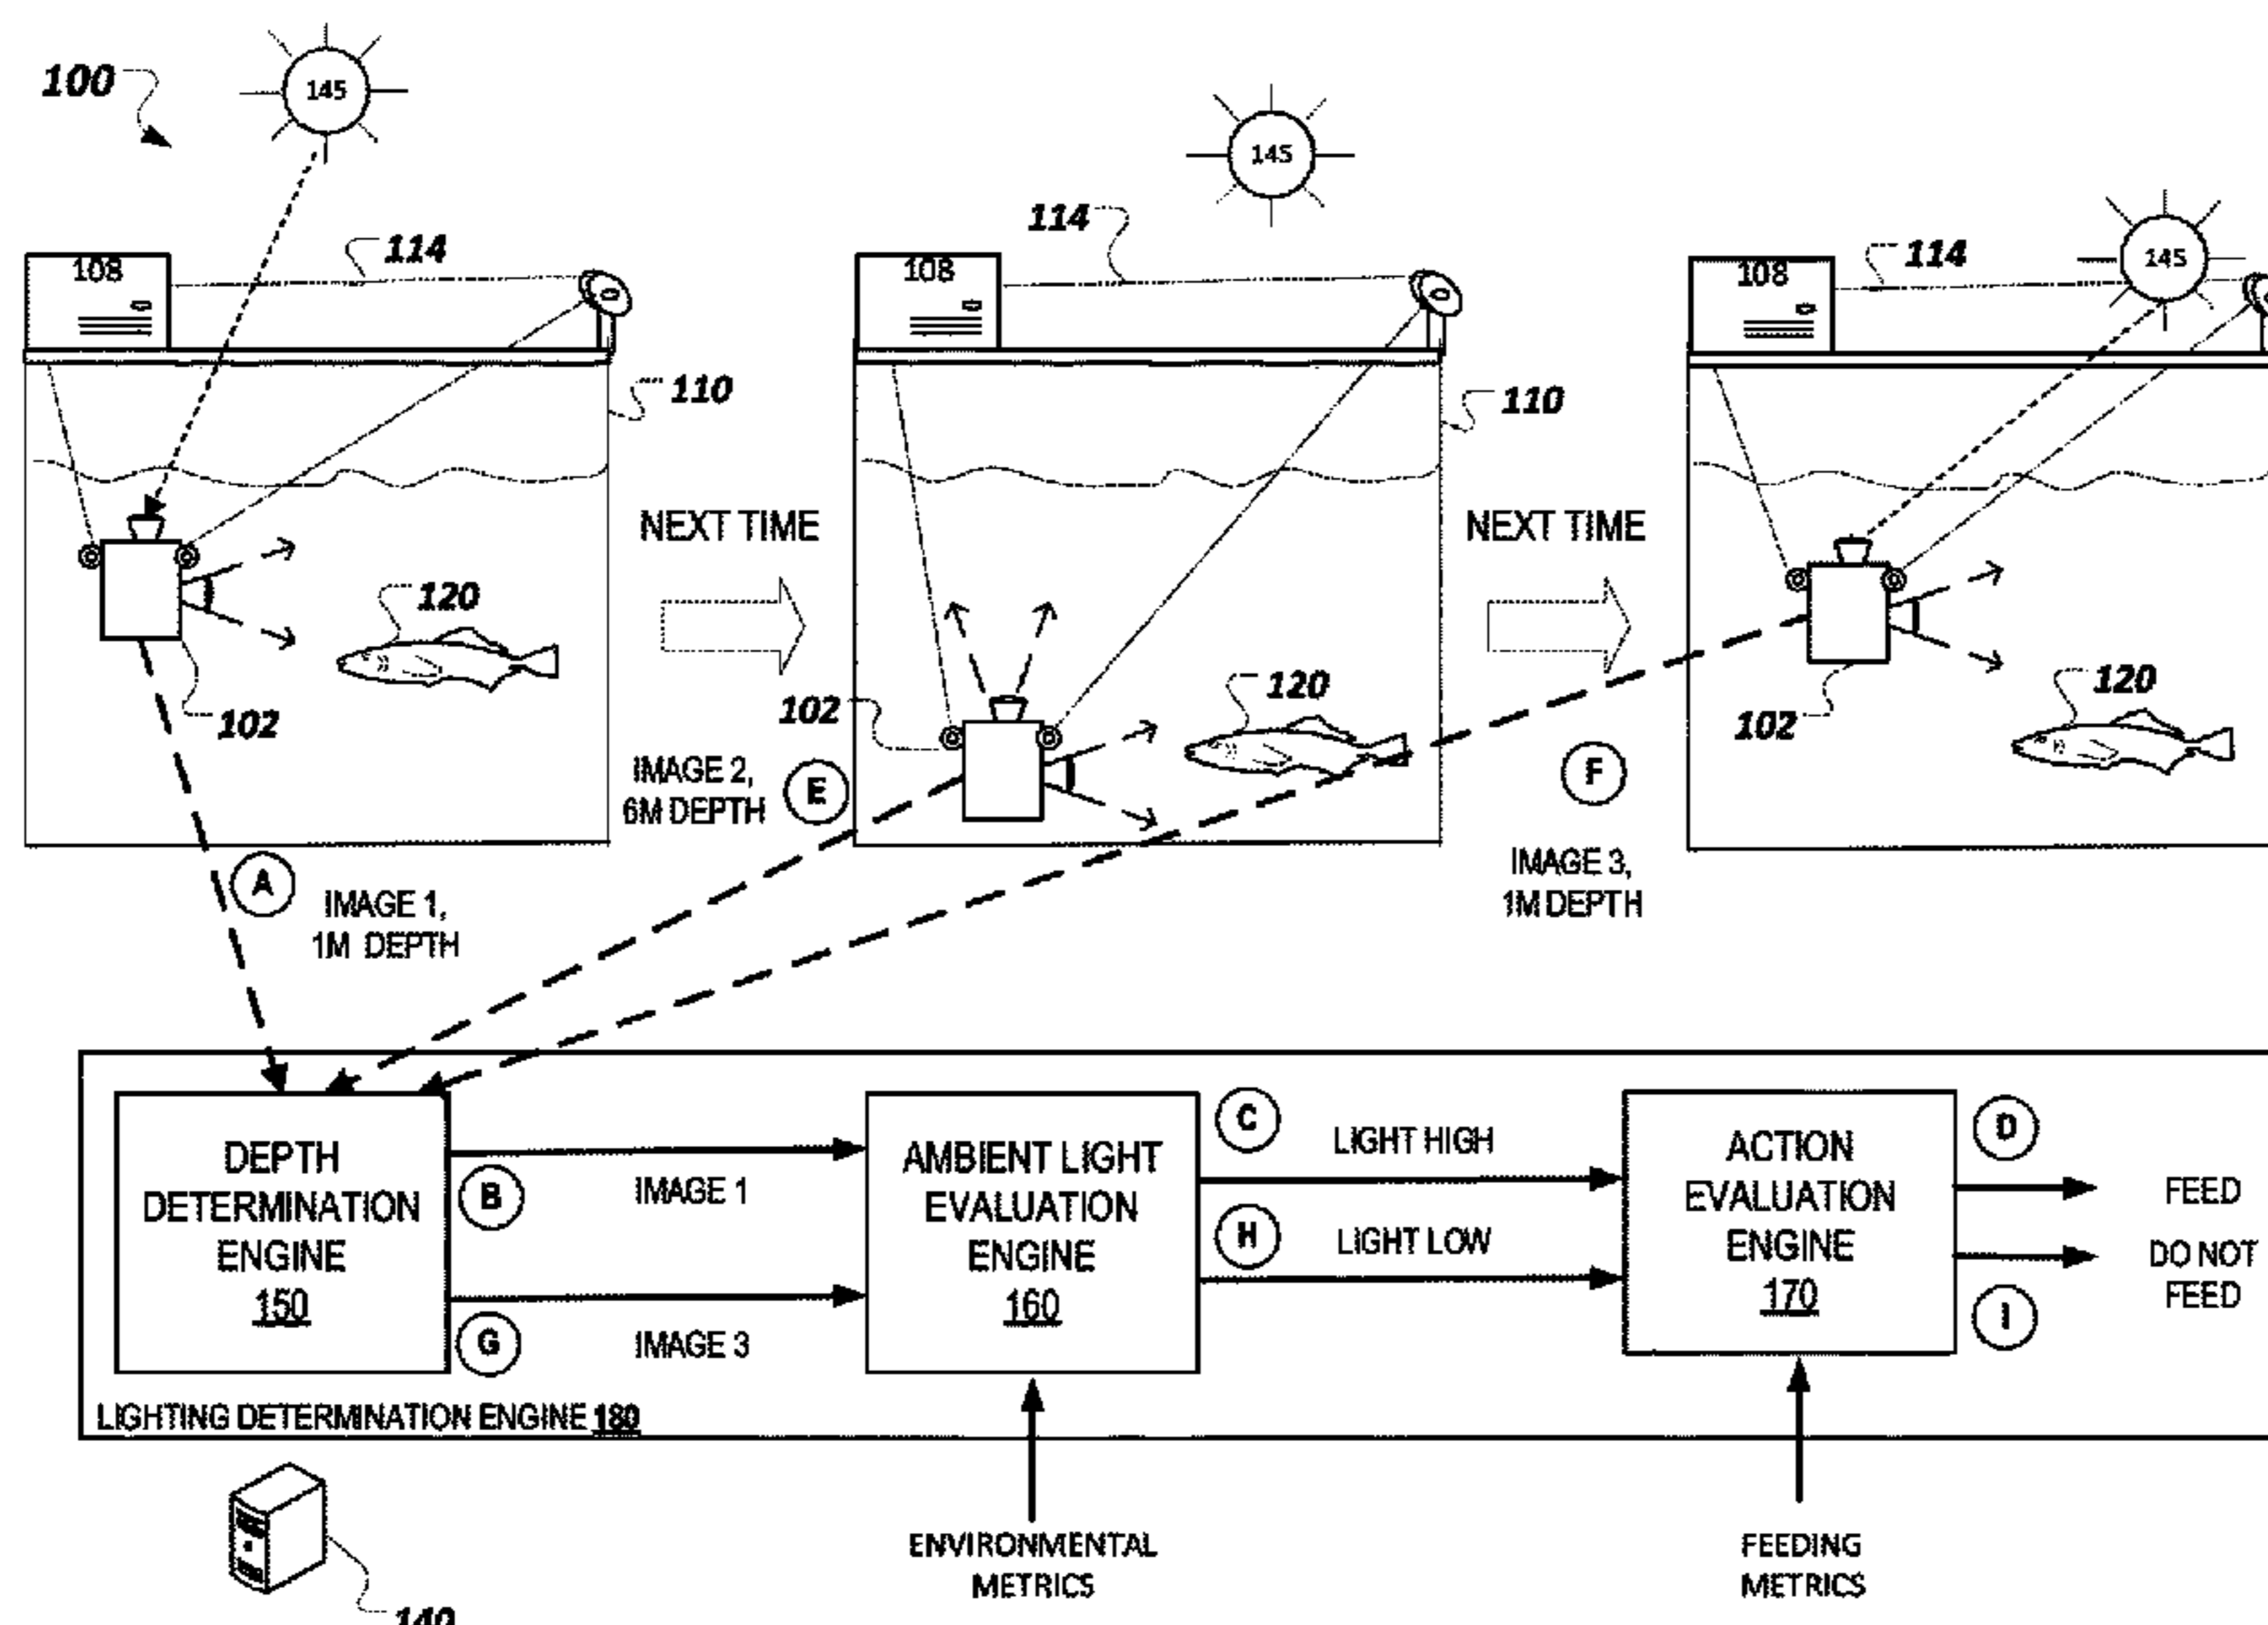 100
145
145
145
108
114
108
114
108
114
110
110
NEXT TIME
NEXT TIME
120
102
120
102
120
102
IMAGE 2,
6M DEPTH
E
F
IMAGE 3,
1M DEPTH
A
IMAGE 1,
1M DEPTH
DEPTH
DETERMINATION
ENGINE
150
B
IMAGE 1
G
IMAGE 3
AMBIENT LIGHT
EVALUATION
ENGINE
160
C
LIGHT HIGH
H
LIGHT LOW
ACTION
EVALUATION
ENGINE
170
D
FEED
DO NOT
FEED
I
LIGHTING DETERMINATION ENGINE 180
ENVIRONMENTAL
METRICS
FEEDING
METRICS
140